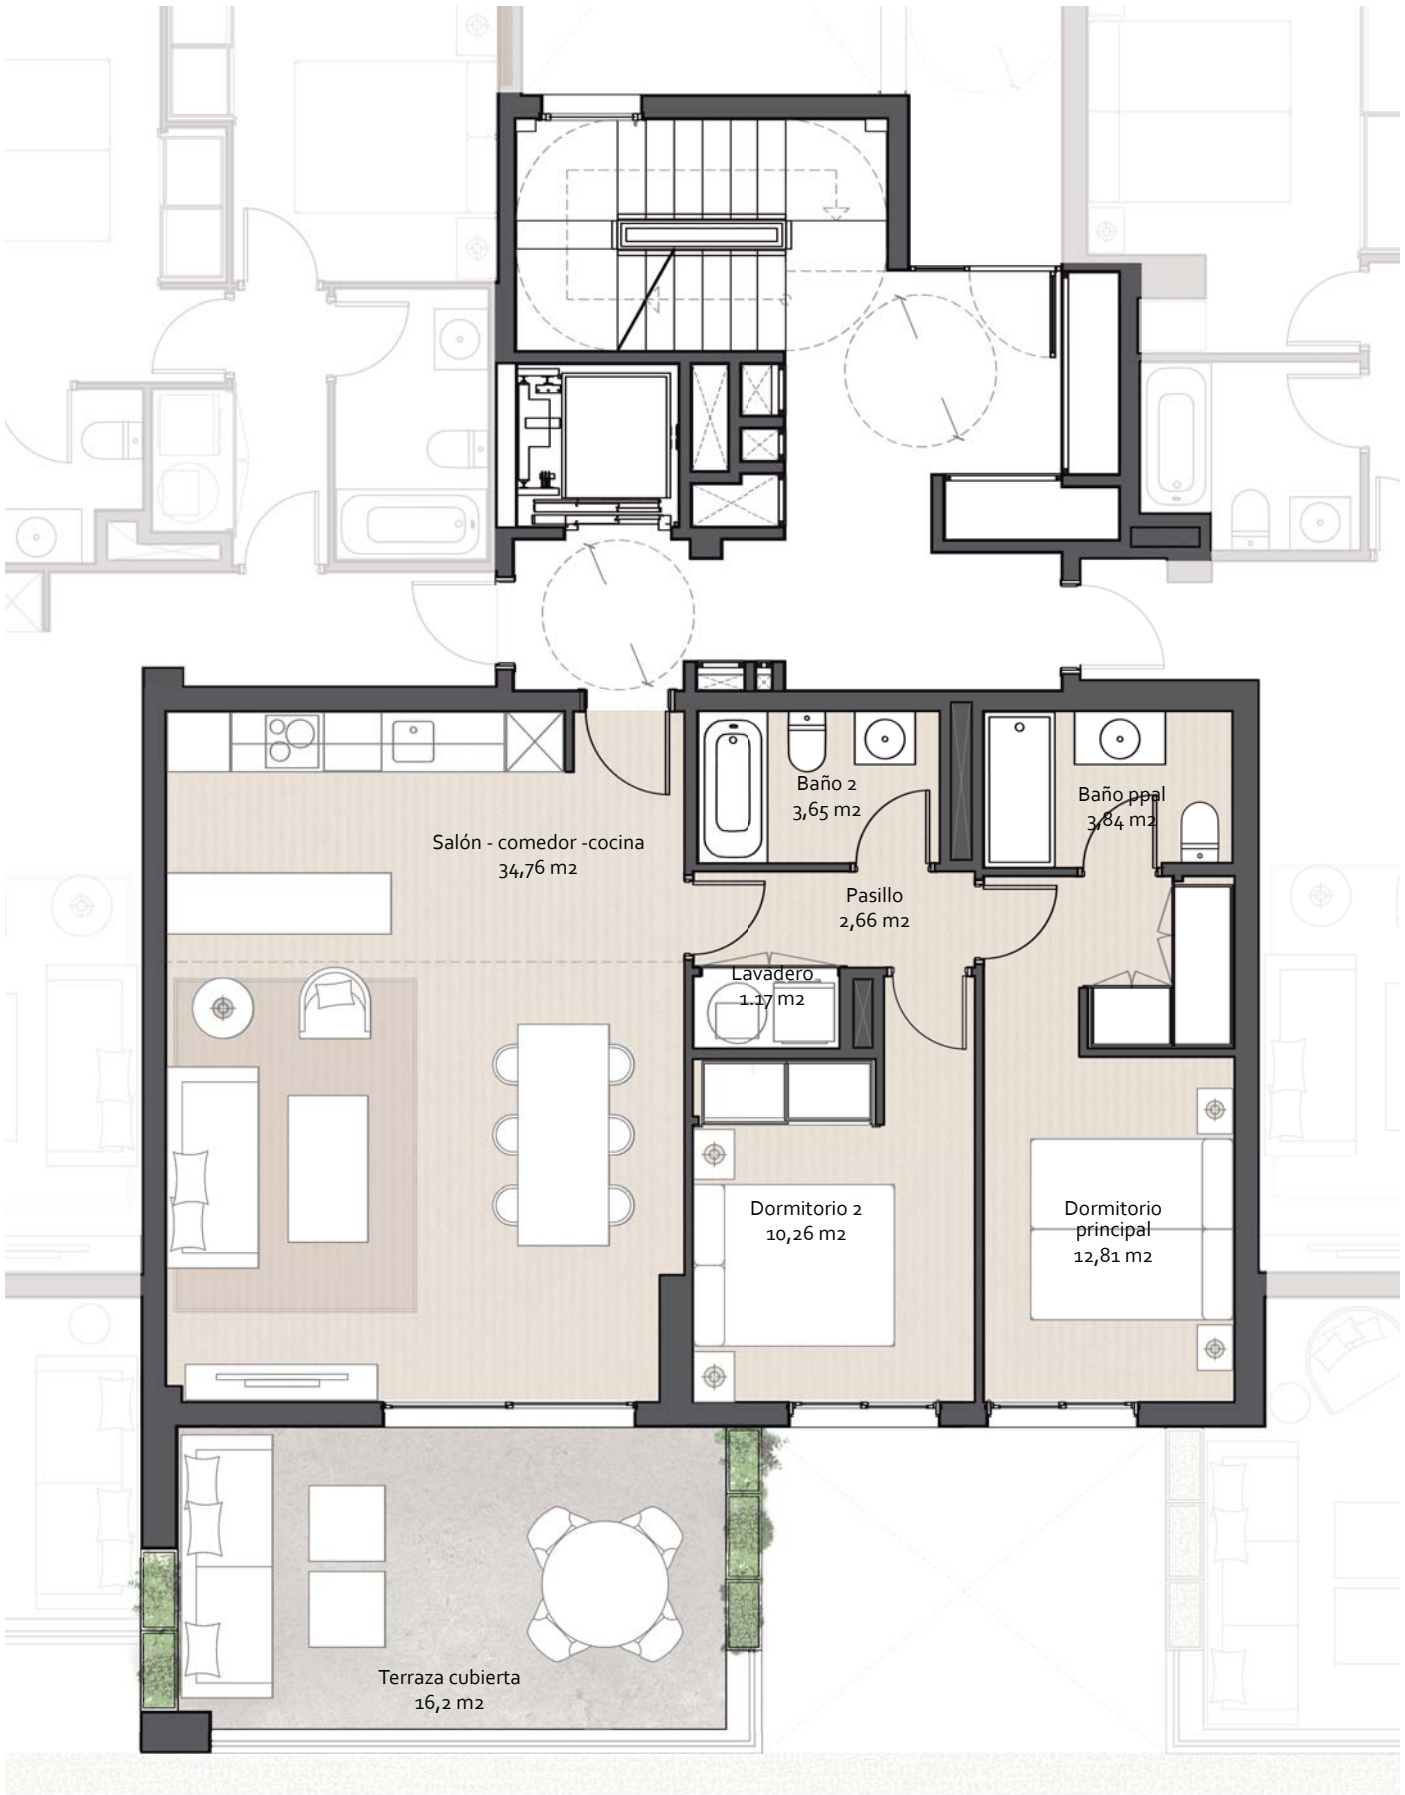 Baño 2
3,65 m2
Baño ppal
3,84 m2
Salón - comedor -cocina
34,76 m2
Pasillo
2,66 m2
Lavadero
1.17 m2
Dormitorio 2
10,26 m2
Dormitorio
principal
12,81 m2
Terraza cubierta
16,2 m2